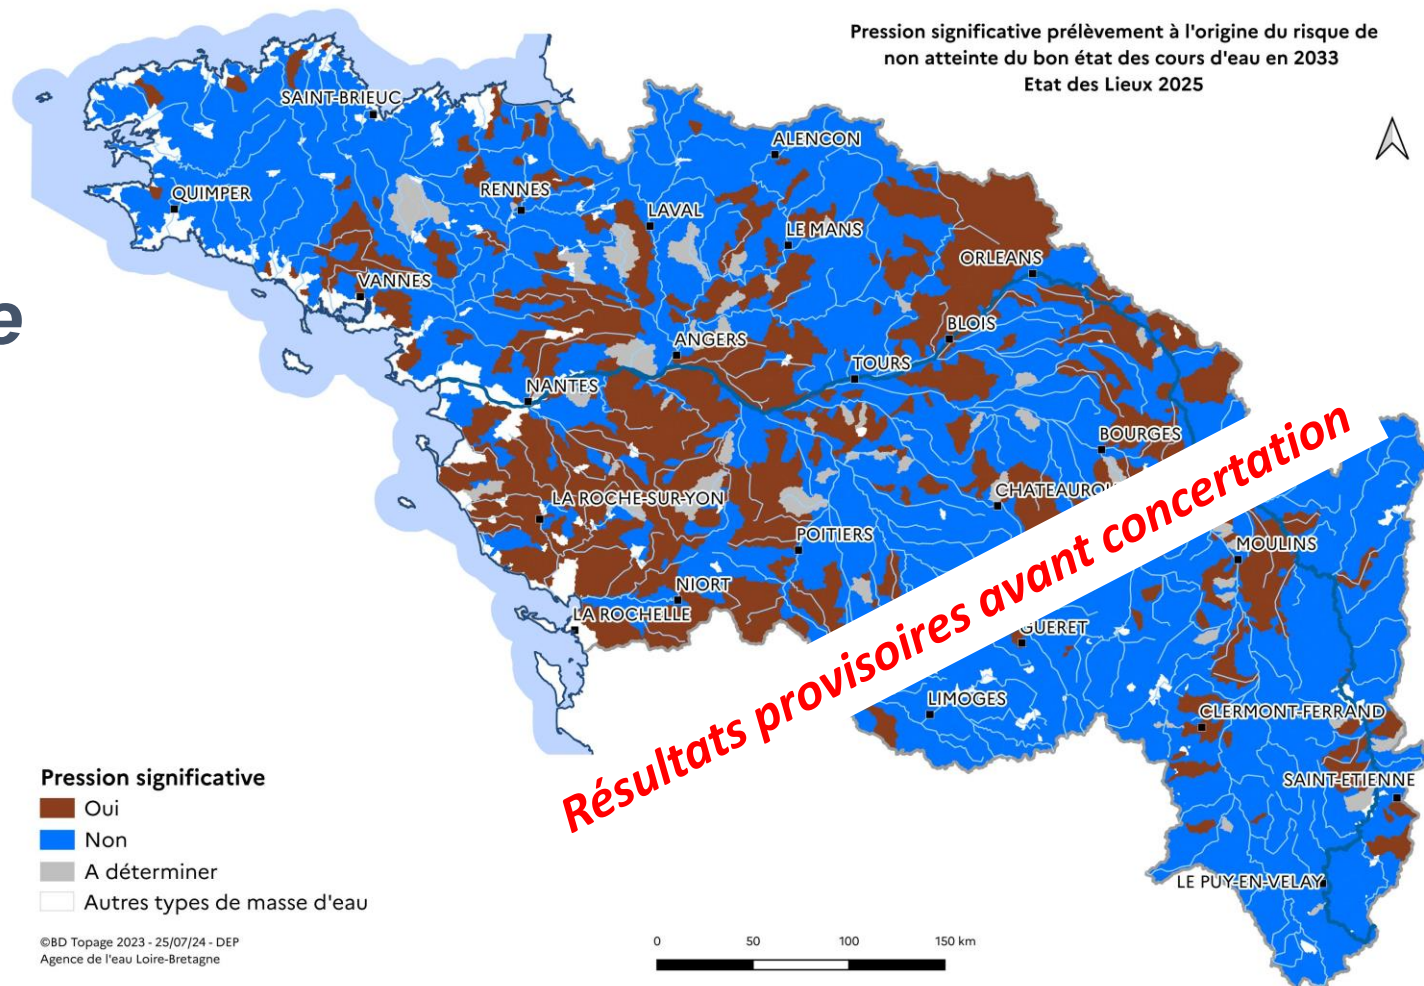 Pression significative prélèvement à l'origine du risque de
non atteinte du bon état des cours d'eau en 2033
Etat des Lieux 2025
SAINT-BRIEUC
ALENCON
QUIMPER
RENNES
LAVAL
LE MANS
ORLEANS
VANNES
e
BLOIS
ANGERS
TOURS
NANTES
BOURGES
CHATEAUROU
LA ROCHE-SUR-YON
POITIERS
MOULINS
NIORT
LA ROCHELLE
GUERET
Résultats provisoires avant concertation
LIMOGES
CLERMONT-FERRAND
SAINT-ETIENNE
LE PUY-EN-VELAY
Pression significative
Oui
Non
A déterminer
Autres types de masse d'eau
©BD Topage 2023 - 25/07/24 - DEP
Agence de l'eau Loire-Bretagne
0 50 100 150 km